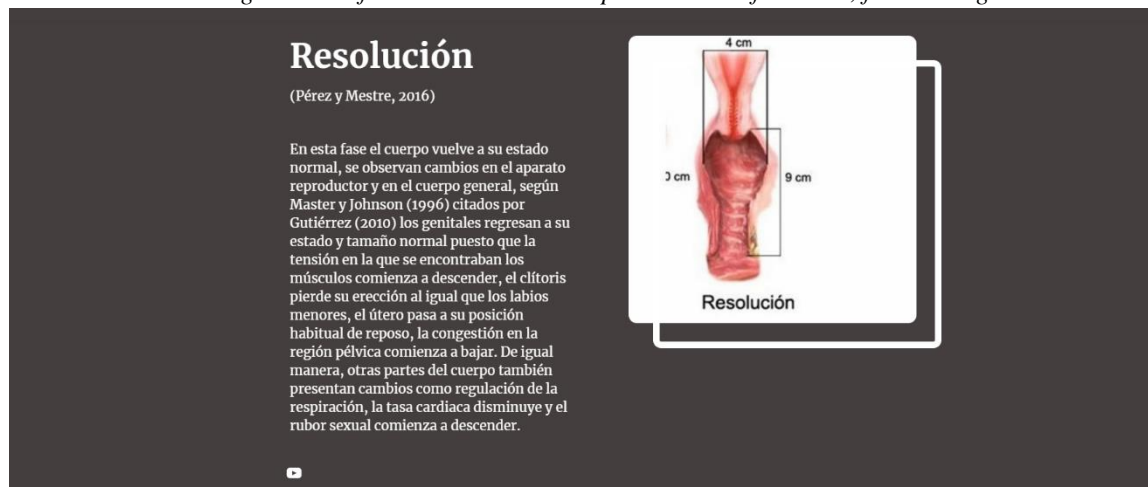 Resolución
(Pérez y Mestre, 2016)
En esta fase el cuerpo vuelve a su estado
normal, se observan cambios en el aparato
reproductor y en el cuerpo general, según
Master y Johnson (1996) citados por
Gutiérrez (2010) los genitales regresan a su
estado y tamaño normal puesto que la
tensión en la que se encontraban los
músculos comienza a descender, el clítoris
pierde su erección al igual que los labios
menores, el útero pasa a su posición
habitual de reposo, la congestión en la
región pélvica comienza a bajar. De igual
manera, otras partes del cuerpo también
presentan cambios como regulación de la
respiración, la tasa cardiaca disminuye y el
rubor sexual comienza a descender.
4 cm
0 cm
9 cm
Resolución